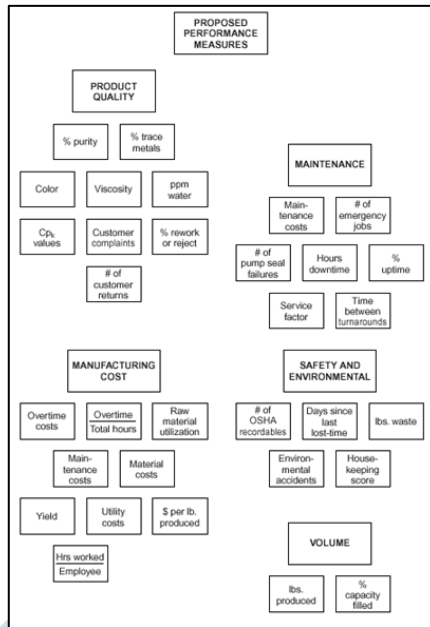 PROPOSED
PERFORMANCE
MEASURES
PRODUCT
QUALITY
% purity
% trace
metals
Color
Viscosity
ppm
water
Cpk
values
Customer
complaints
% rework
or reject
# of
customer
returns
MAINTENANCE
Main-
tenance
costs
# of
emergency
jobs
# of
pump seal
failures
Hours
downtime
%
uptime
Service
factor
Time
between
turnarounds
MANUFACTURING
COST
Overtime
costs
Overtime
Total hours
Raw
material
utilization
Main-
tenance
costs
Material
costs
Yield
Utility
costs
$ per lb.
produced
Hrs worked
Employee
SAFETY AND
ENVIRONMENTAL
# of
OSHA
recordables
Days since
last
lost-time
lbs. waste
Environ-
mental
accidents
House-
keeping
score
VOLUME
lbs.
produced
%
capacity
filled